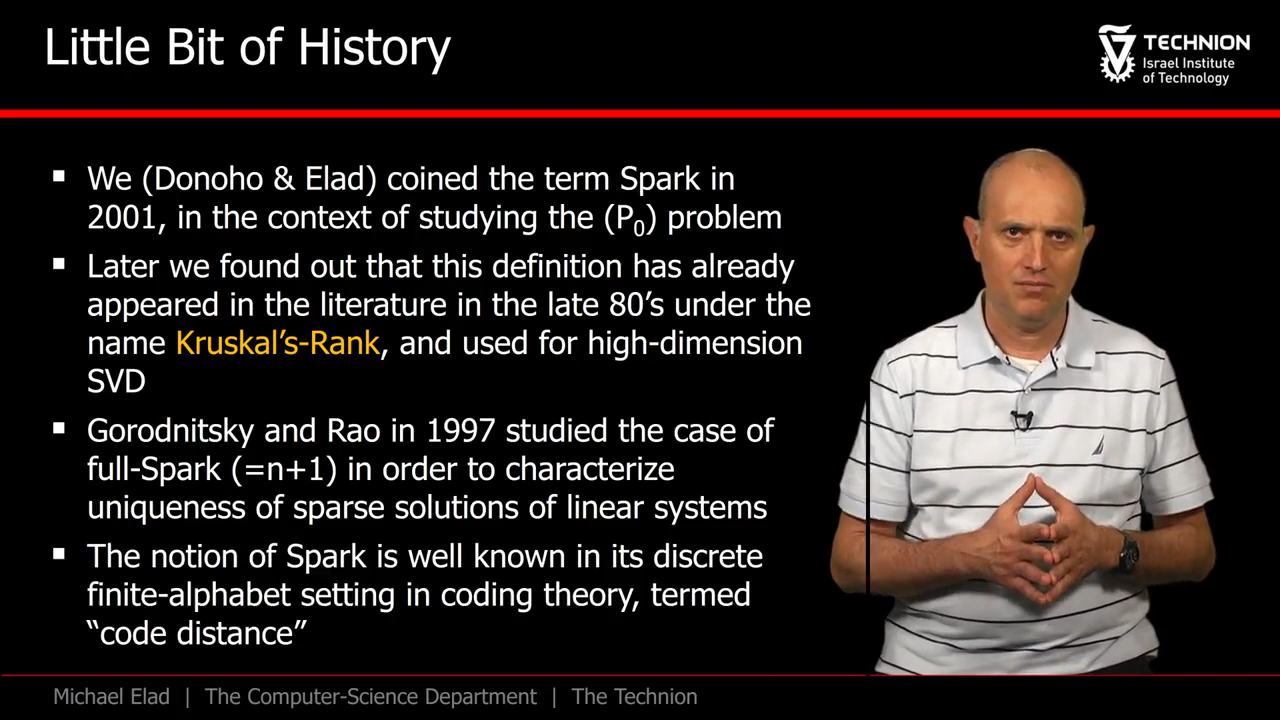 Little Bit of History
TECHNION
Israel Institute
of Technology
▪ We (Donoho & Elad) coined the term Spark in
2001, in the context of studying the (P₀) problem
▪ Later we found out that this definition has already
appeared in the literature in the late 80’s under the
name Kruskal’s-Rank, and used for high-dimension
SVD
▪ Gorodnitsky and Rao in 1997 studied the case of
full-Spark (=n+1) in order to characterize
uniqueness of sparse solutions of linear systems
▪ The notion of Spark is well known in its discrete
finite-alphabet setting in coding theory, termed
“code distance”
Michael Elad | The Computer-Science Department | The Technion